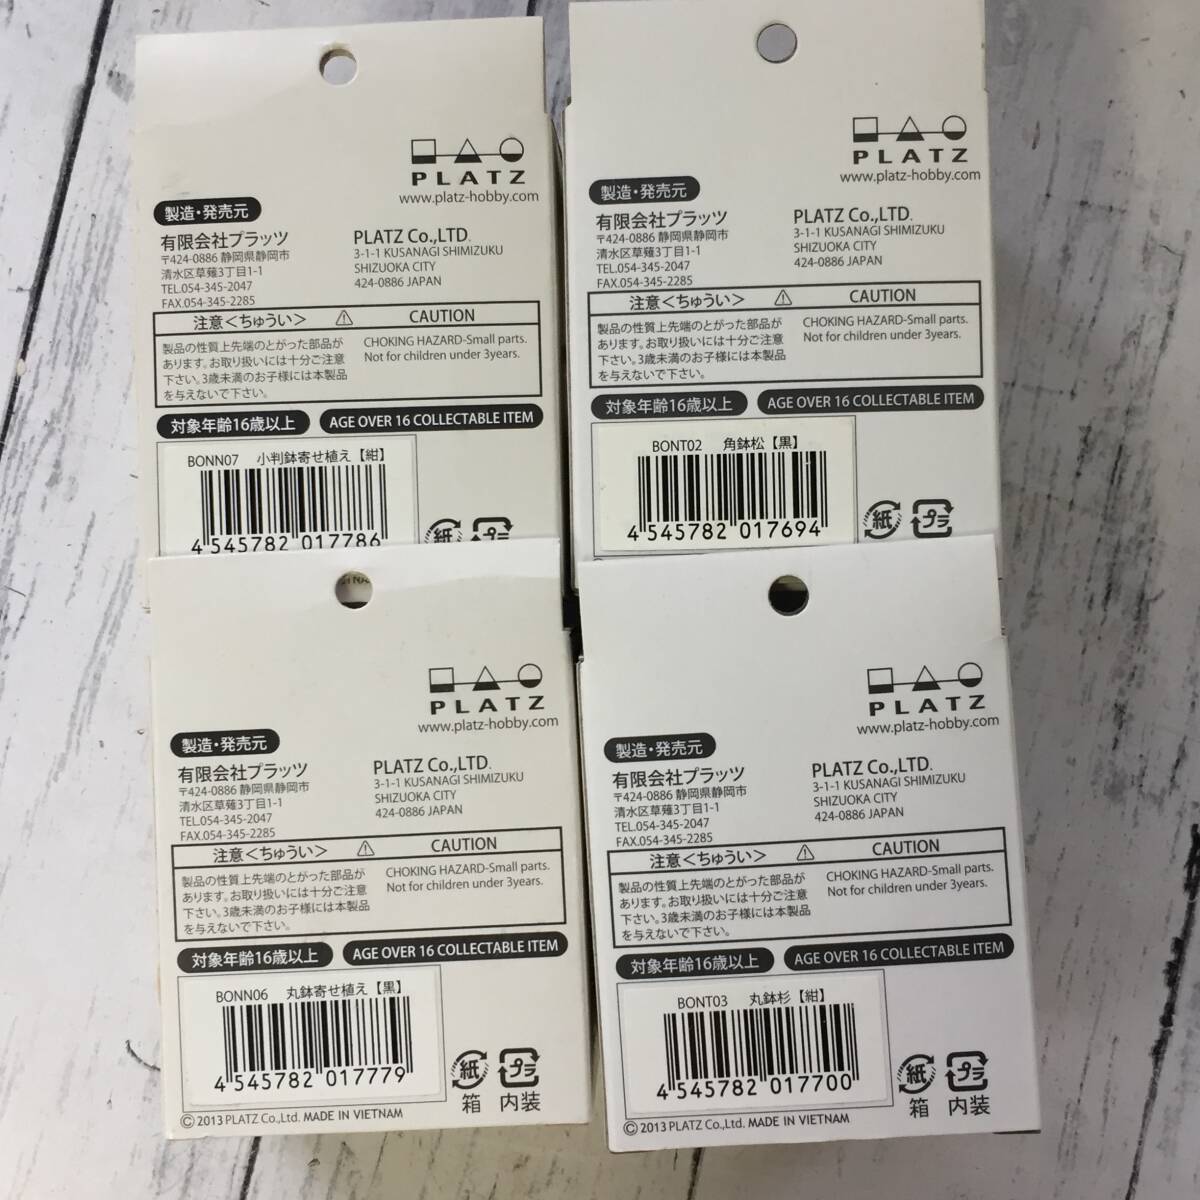 PLATZ
www.platz-hobby.com
製造・発売元
有限会社プラッツ
〒424-0886 静岡県静岡市
清水区草薙3丁目1-1
TEL.054-345-2047
FAX.054-345-2285
PLATZ Co.,LTD.
3-1-1 KUSANAGI SHIMIZUKU
SHIZUOKA CITY
424-0886 JAPAN
注意<ちゅうい> CAUTION
製品の性質上先端のとがった部品が
あります。お取り扱いには十分ご注意
下さい。3歳未満のお子様には本製品
を与えないで下さい。
CHOKING HAZARD-Small parts.
Not for children under 3years.
対象年齢16歳以上 AGE OVER 16 COLLECTABLE ITEM
BONN07 小判鉢寄せ植え【紺】
4 545782 017786
紙 プラ
PLATZ
www.platz-hobby.com
製造・発売元
有限会社プラッツ
〒424-0886 静岡県静岡市
清水区草薙3丁目1-1
TEL.054-345-2047
FAX.054-345-2285
PLATZ Co.,LTD.
3-1-1 KUSANAGI SHIMIZUKU
SHIZUOKA CITY
424-0886 JAPAN
注意<ちゅうい> CAUTION
製品の性質上先端のとがった部品が
あります。お取り扱いには十分ご注意
下さい。3歳未満のお子様には本製品
を与えないで下さい。
CHOKING HAZARD-Small parts.
Not for children under 3years.
対象年齢16歳以上 AGE OVER 16 COLLECTABLE ITEM
BONT02 角鉢松【黒】
4 545782 017694
紙 プラ
PLATZ
www.platz-hobby.com
製造・発売元
有限会社プラッツ
〒424-0886 静岡県静岡市
清水区草薙3丁目1-1
TEL.054-345-2047
FAX.054-345-2285
PLATZ Co.,LTD.
3-1-1 KUSANAGI SHIMIZUKU
SHIZUOKA CITY
424-0886 JAPAN
注意<ちゅうい> CAUTION
製品の性質上先端のとがった部品が
あります。お取り扱いには十分ご注意
下さい。3歳未満のお子様には本製品
を与えないで下さい。
CHOKING HAZARD-Small parts.
Not for children under 3years.
対象年齢16歳以上 AGE OVER 16 COLLECTABLE ITEM
BONN06 丸鉢寄せ植え【黒】
4 545782 017779
紙 プラ
箱 内装
©2013 PLATZ Co.,Ltd. MADE IN VIETNAM
PLATZ
www.platz-hobby.com
製造・発売元
有限会社プラッツ
〒424-0886 静岡県静岡市
清水区草薙3丁目1-1
TEL.054-345-2047
FAX.054-345-2285
PLATZ Co.,LTD.
3-1-1 KUSANAGI SHIMIZUKU
SHIZUOKA CITY
424-0886 JAPAN
注意<ちゅうい> CAUTION
製品の性質上先端のとがった部品が
あります。お取り扱いには十分ご注意
下さい。3歳未満のお子様には本製品
を与えないで下さい。
CHOKING HAZARD-Small parts.
Not for children under 3years.
対象年齢16歳以上 AGE OVER 16 COLLECTABLE ITEM
BONT03 丸鉢杉【紺】
4 545782 017700
紙 プラ
箱 内装
©2013 PLATZ Co.,Ltd. MADE IN VIETNAM